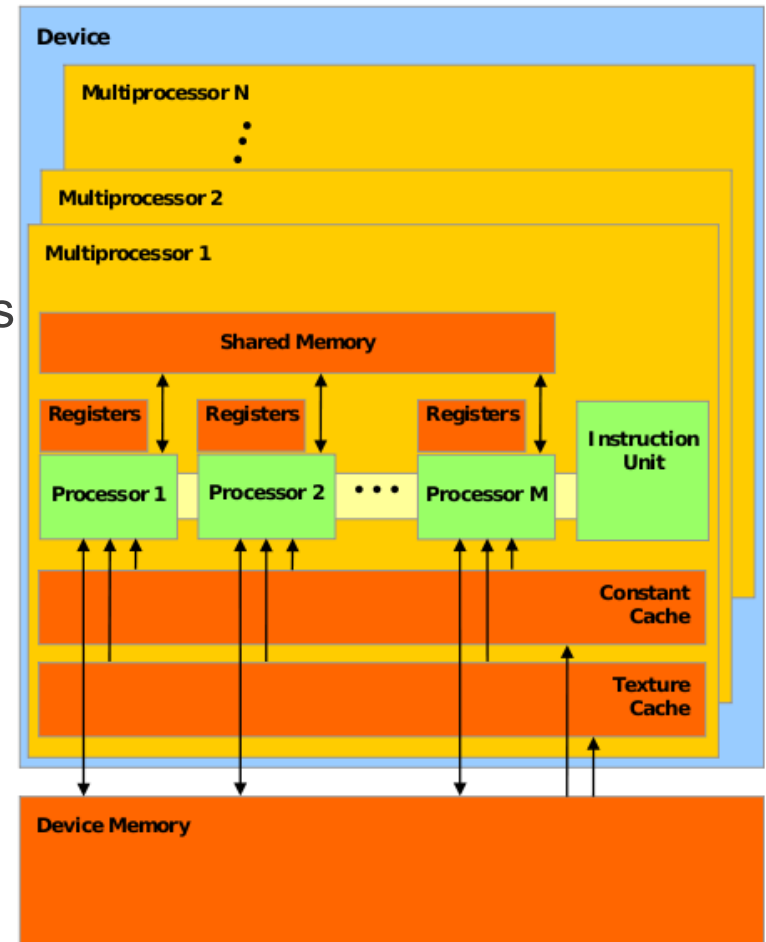 Device
Multiprocessor N
Multiprocessor 2
Multiprocessor 1
s
Shared Memory
Registers
Registers
Registers
Instruction
Unit
Processor 1
Processor 2
Processor M
Constant
Cache
Texture
Cache
Device Memory